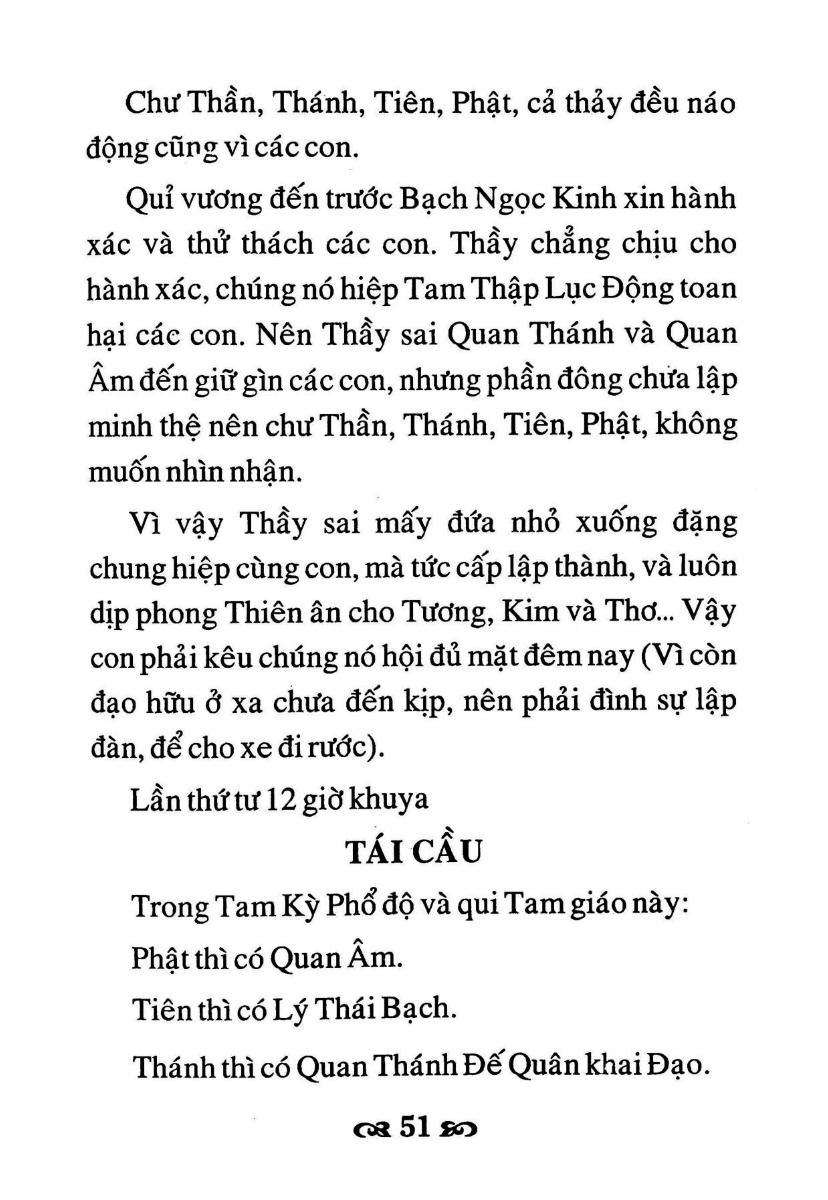 Chư Thần, Thánh, Tiên, Phật, cả thảy đều náo
động cũng vì các con.
Quỉ vương đến trước Bạch Ngọc Kinh xin hành
xác và thử thách các con. Thầy chẳng chịu cho
hành xác, chúng nó hiệp Tam Thập Lục Động toan
hại các con. Nên Thầy sai Quan Thánh và Quan
Âm đến giữ gìn các con, nhưng phần đông chưa lập
minh thệ nên chư Thần, Thánh, Tiên, Phật, không
muốn nhìn nhận.
Vì vậy Thầy sai mấy đứa nhỏ xuống đặng
chung hiệp cùng con, mà tức cấp lập thành, và luôn
dịp phong Thiên ân cho Tương, Kim và Thơ... Vậy
con phải kêu chúng nó hội đủ mặt đêm nay (Vì còn
đạo hữu ở xa chưa đến kịp, nên phải đình sự lập
đàn, để cho xe đi rước).
Lần thứ tư 12 giờ khuya
TÁI CẦU
Trong Tam Kỳ Phổ độ và qui Tam giáo này:
Phật thì có Quan Âm.
Tiên thì có Lý Thái Bạch.
Thánh thì có Quan Thánh Đế Quân khai Đạo.
51